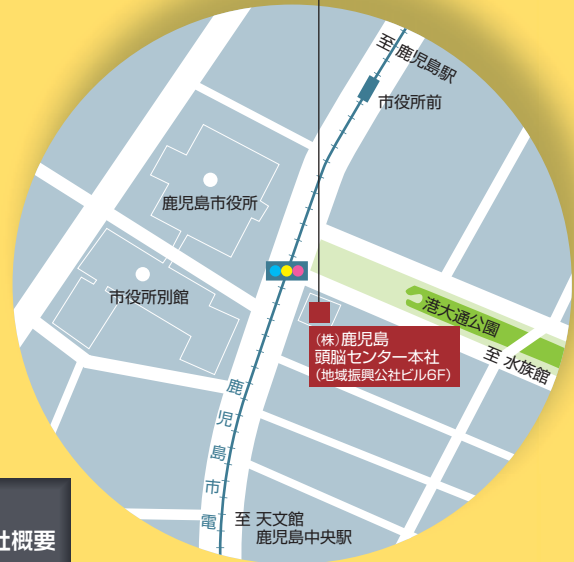 至 鹿児島駅
市役所前
鹿児島市役所
市役所別館
港大通公園
至 水族館
(株)鹿児島
頭脳センター本社
(地域振興公社ビル6F)
鹿児島市電
至 天文館
鹿児島中央駅
社概要